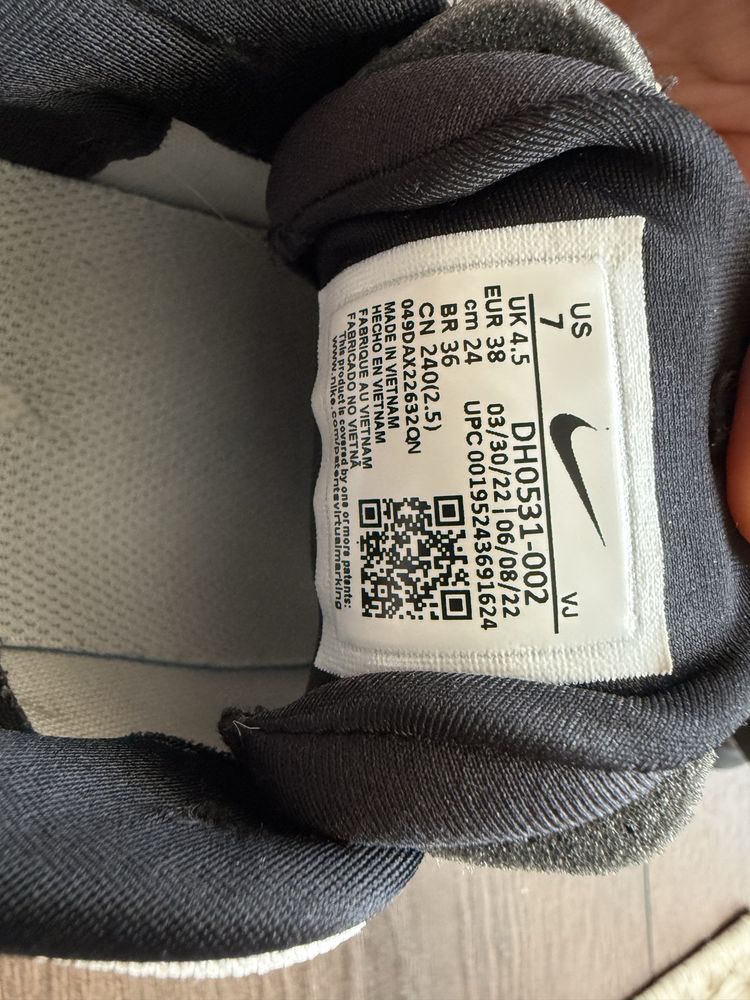 US
7
VJ
UK 4.5
DH0531-002
EUR 38
03/30/22 | 06/08/22
cm 24
UPC 00195243691624
BR 36
CN 240(2.5)
049DAX22632QN
MADE IN VIETNAM
HECHO EN VIETNAM
FABRIQUE AU VIETNAM
FABRICADO NO VIETNÃ
This product is covered by one or more patents:
www.nike.com/patentsvirtualmarking